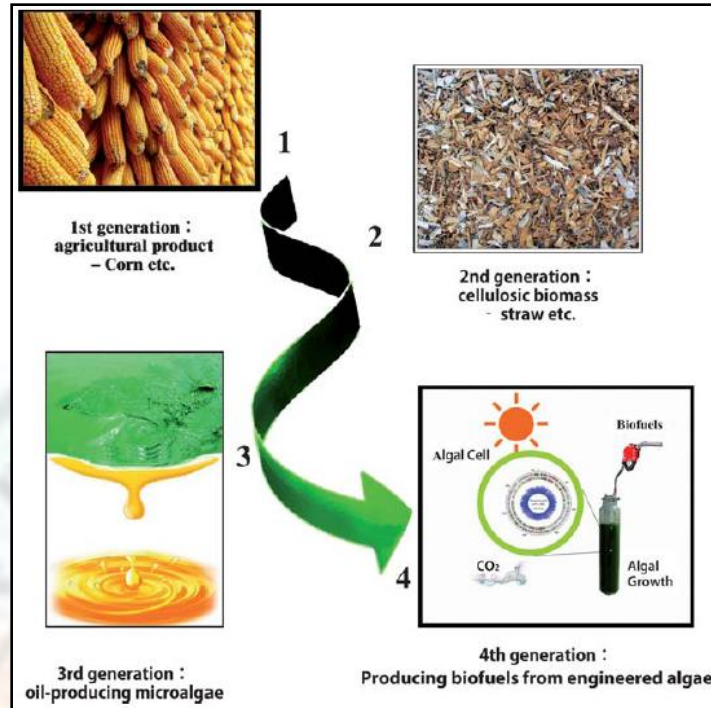 1
1st generation :
agricultural product
– Corn etc.
2
2nd generation :
cellulosic biomass
- straw etc.
3
3rd generation :
oil-producing microalgae
4
Algal Cell
Biofuels
CO₂
Algal
Growth
4th generation :
Producing biofuels from engineered algae